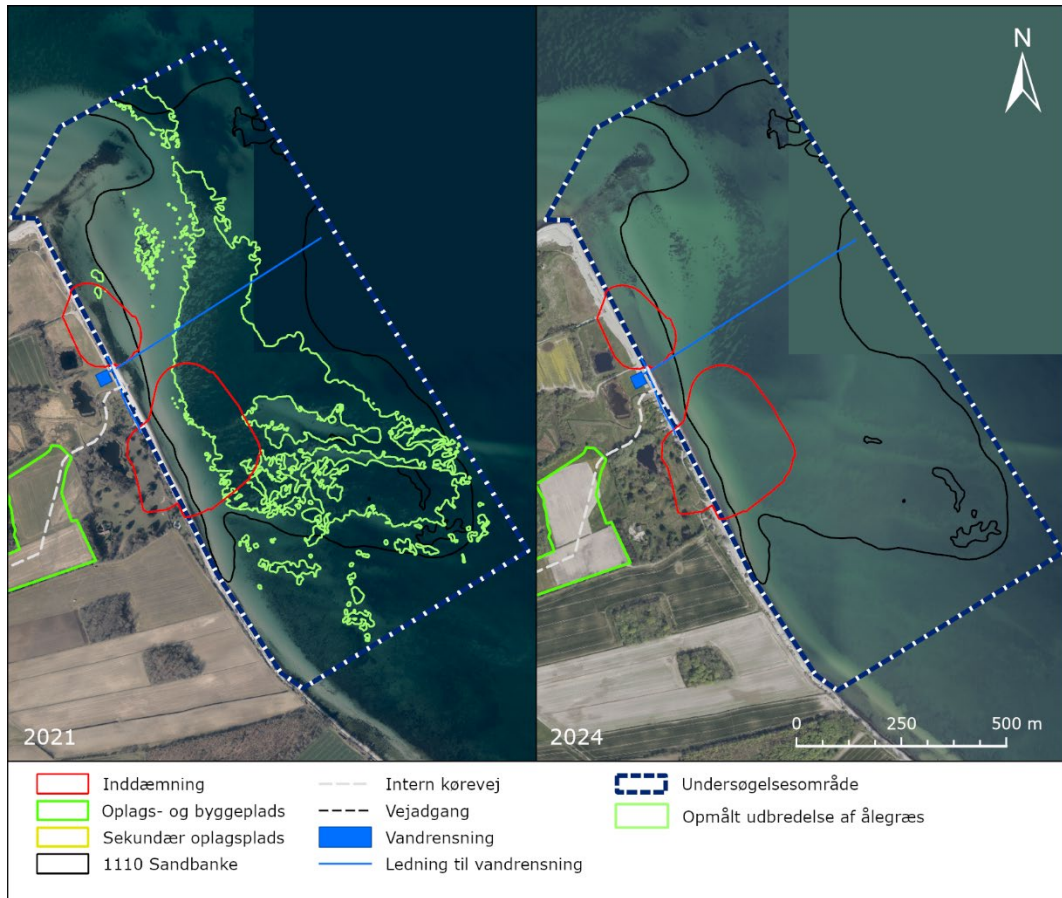 N
2021
2024
0 250 500 m
Inddæmning
Oplags- og byggeplads
Sekundær oplagsplads
1110 Sandbanke
Intern kørevej
Vejadgang
Vandrensning
Ledning til vandrensning
Undersøgelsesområde
Opmålt udbredelse af ålegræs